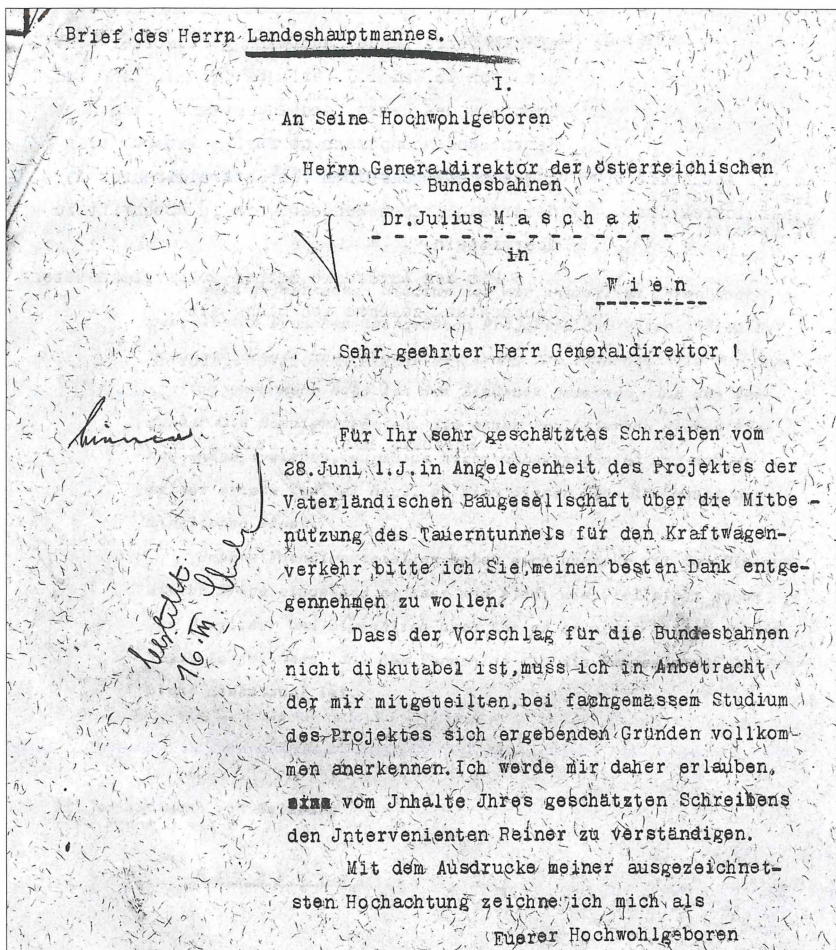 Brief des Herrn Landeshauptmannes.
I.
An Seine Hochwohlgeboren
Herrn Generaldirektor der österreichischen
Bundesbahnen
Dr.Julius M a s c h a t
in
W i e n
Sehr geehrter Herr Generaldirektor !
Für Ihr sehr geschätztes Schreiben vom
28.Juni l.J.in Angelegenheit des Projektes der
Vaterländischen Baugesellschaft über die Mitbe-
nützung des Tauerntunnels für den Kraftwagen-
verkehr bitte ich Sie,meinen besten Dank entge-
gennehmen zu wollen.
Dass der Vorschlag für die Bundesbahnen
nicht diskutabel ist,muss ich in Anbetracht
der mir mitgeteilten,bei fachgemässem Studium
des Projektes sich ergebenden Gründen vollkom-
men anerkennen.Ich werde mir daher erlauben,
vom Jnhalte Jhres geschätzten Schreibens
den Jntervenienten Reiner zu verständigen.
Mit dem Ausdrucke meiner ausgezeichnet-
sten Hochachtung zeichne ich mich als
Euerer Hochwohlgeboren